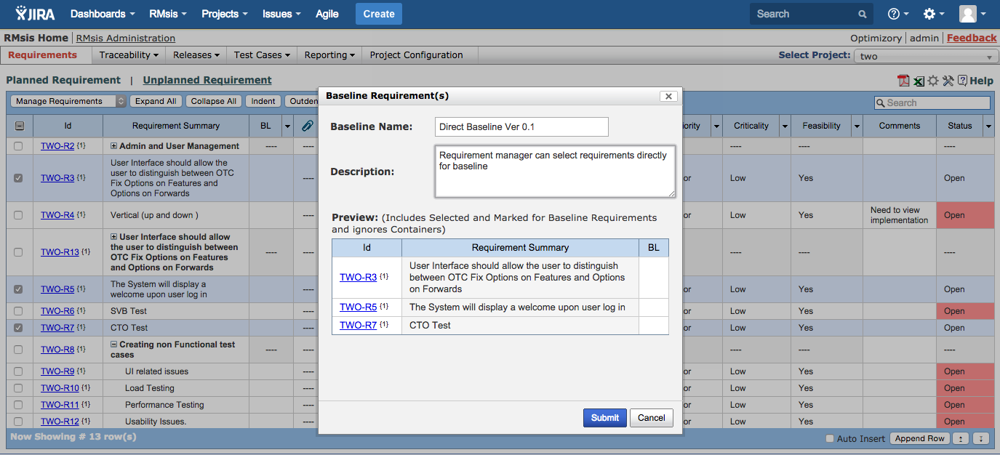 JIRA Dashboards RMsis Projects Issues Agile Create Search
RMsis Home RMsis Administration Optimizory admin Feedback
Requirements Traceability Releases Test Cases Reporting Project Configuration Select Project: two
Planned Requirement | Unplanned Requirement Help
Manage Requirements Expand All Collapse All Indent Outden Search
Id Requirement Summary BL iority Criticality Feasibility Comments Status
TWO-R2 {1} Admin and User Management ---- ---- ---- ---- ----
TWO-R3 {1} User Interface should allow the
user to distinguish between OTC
Fix Options on Features and
Options on Forwards
---- or Low Yes Open
TWO-R4 {1} Vertical (up and down ) ---- or Low Yes Need to view
implementation
Open
TWO-R13 {1} User Interface should allow
the user to distinguish between
OTC Fix Options on Features
and Options on Forwards
---- ---- ---- ---- ----
TWO-R5 {1} The System will display a
welcome upon user log in
---- or Low Yes Open
TWO-R6 {1} SVB Test ---- or Low Yes Open
TWO-R7 {1} CTO Test ---- or Low Yes Open
TWO-R8 {1} Creating non Functional test
cases
---- ---- ---- ---- ----
TWO-R9 {1} UI related issues ---- or Low Yes Open
TWO-R10 {1} Load Testing ---- or Low Yes Open
TWO-R11 {1} Performance Testing ---- or Low Yes Open
TWO-R12 {1} Usability Issues. ---- or Low Yes Open
Now Showing # 13 row(s) Auto Insert Append Row
Baseline Requirement(s)
Baseline Name: Direct Baseline Ver 0.1
Description: Requirement manager can select requirements directly
for baseline
Preview: (Includes Selected and Marked for Baseline Requirements
and ignores Containers)
Id Requirement Summary BL
TWO-R3 {1} User Interface should allow the user to distinguish
between OTC Fix Options on Features and Options
on Forwards
TWO-R5 {1} The System will display a welcome upon user log in
TWO-R7 {1} CTO Test
Submit Cancel